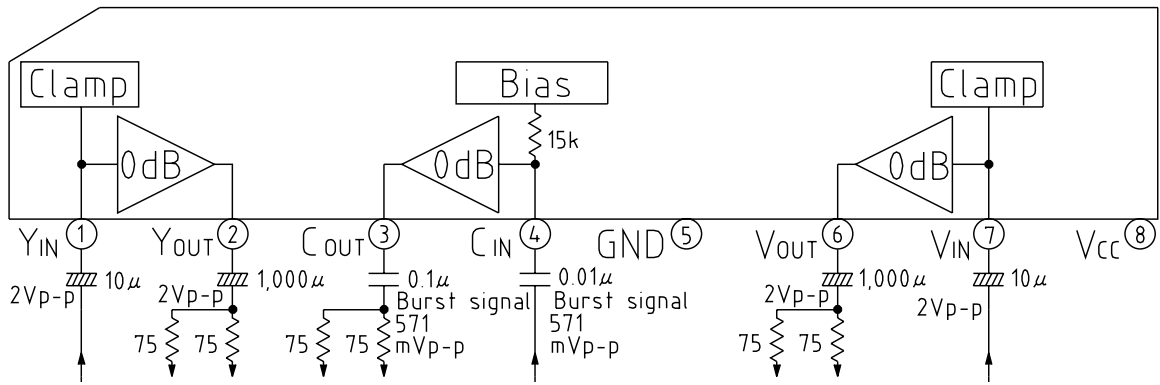 Clamp Bias Clamp
15k
0dB 0dB 0dB
YIN 1 YOUT 2 COUT 3 CIN 4 GND 5 VOUT 6 VIN 7 VCC 8
10μ 1,000μ 0.1μ 0.01μ 1,000μ 10μ
2Vp-p 2Vp-p Burst signal Burst signal 2Vp-p 2Vp-p
571 571
75 75 75 75 mVp-p mVp-p 75 75